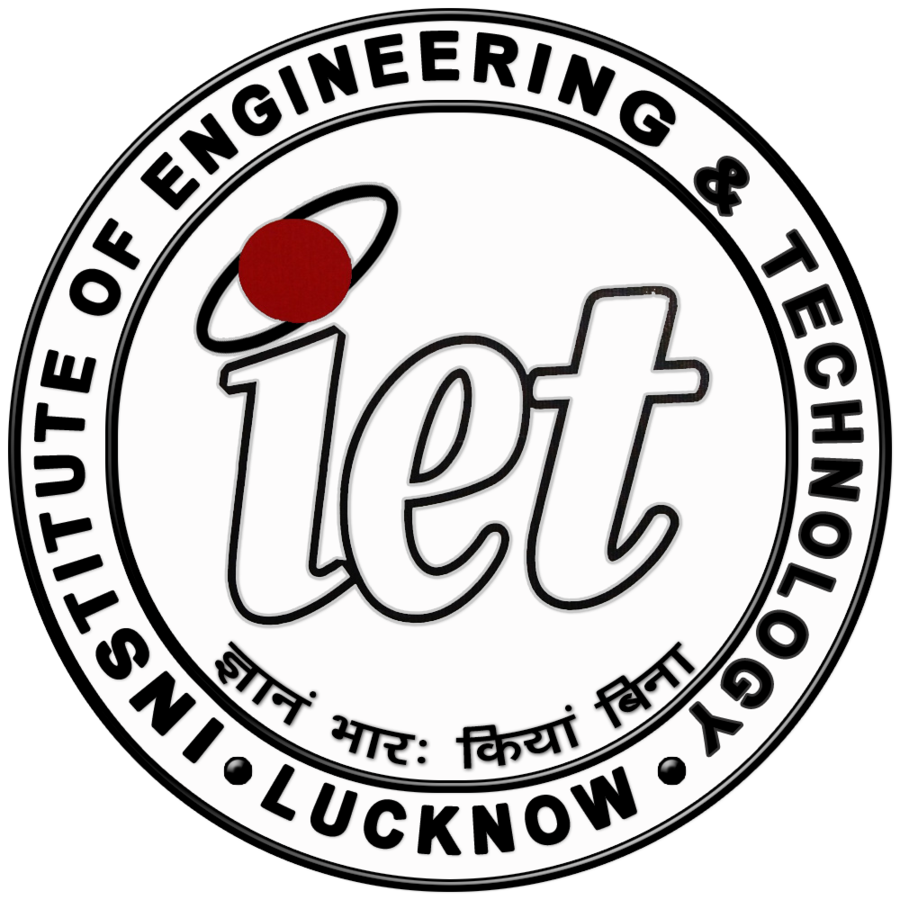 INSTITUTE OF ENGINEERING & TECHNOLOGY
iet
ज्ञानं भारः कियां बिना
• LUCKNOW •